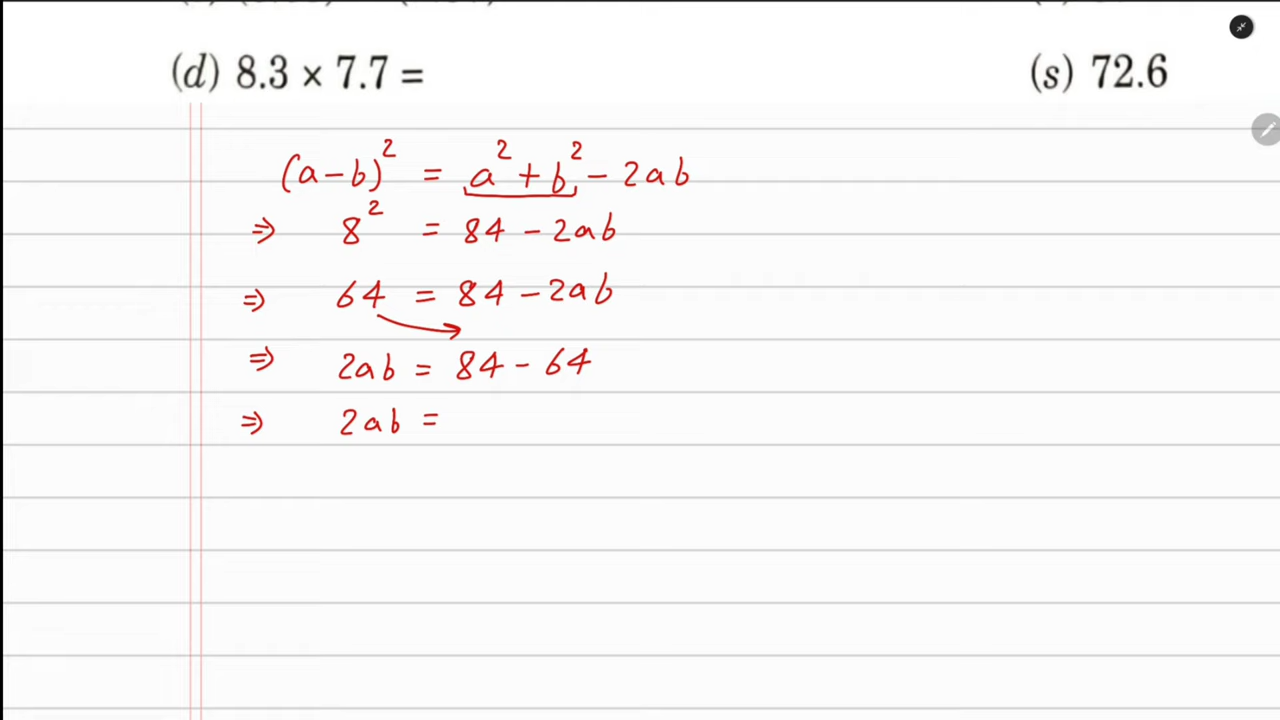 (d) 8.3 × 7.7 = (s) 72.6
(a-b)² = a² + b² - 2ab
⇒ 8² = 84 - 2ab
⇒ 64 = 84 - 2ab
⇒ 2ab = 84 - 64
⇒ 2ab =